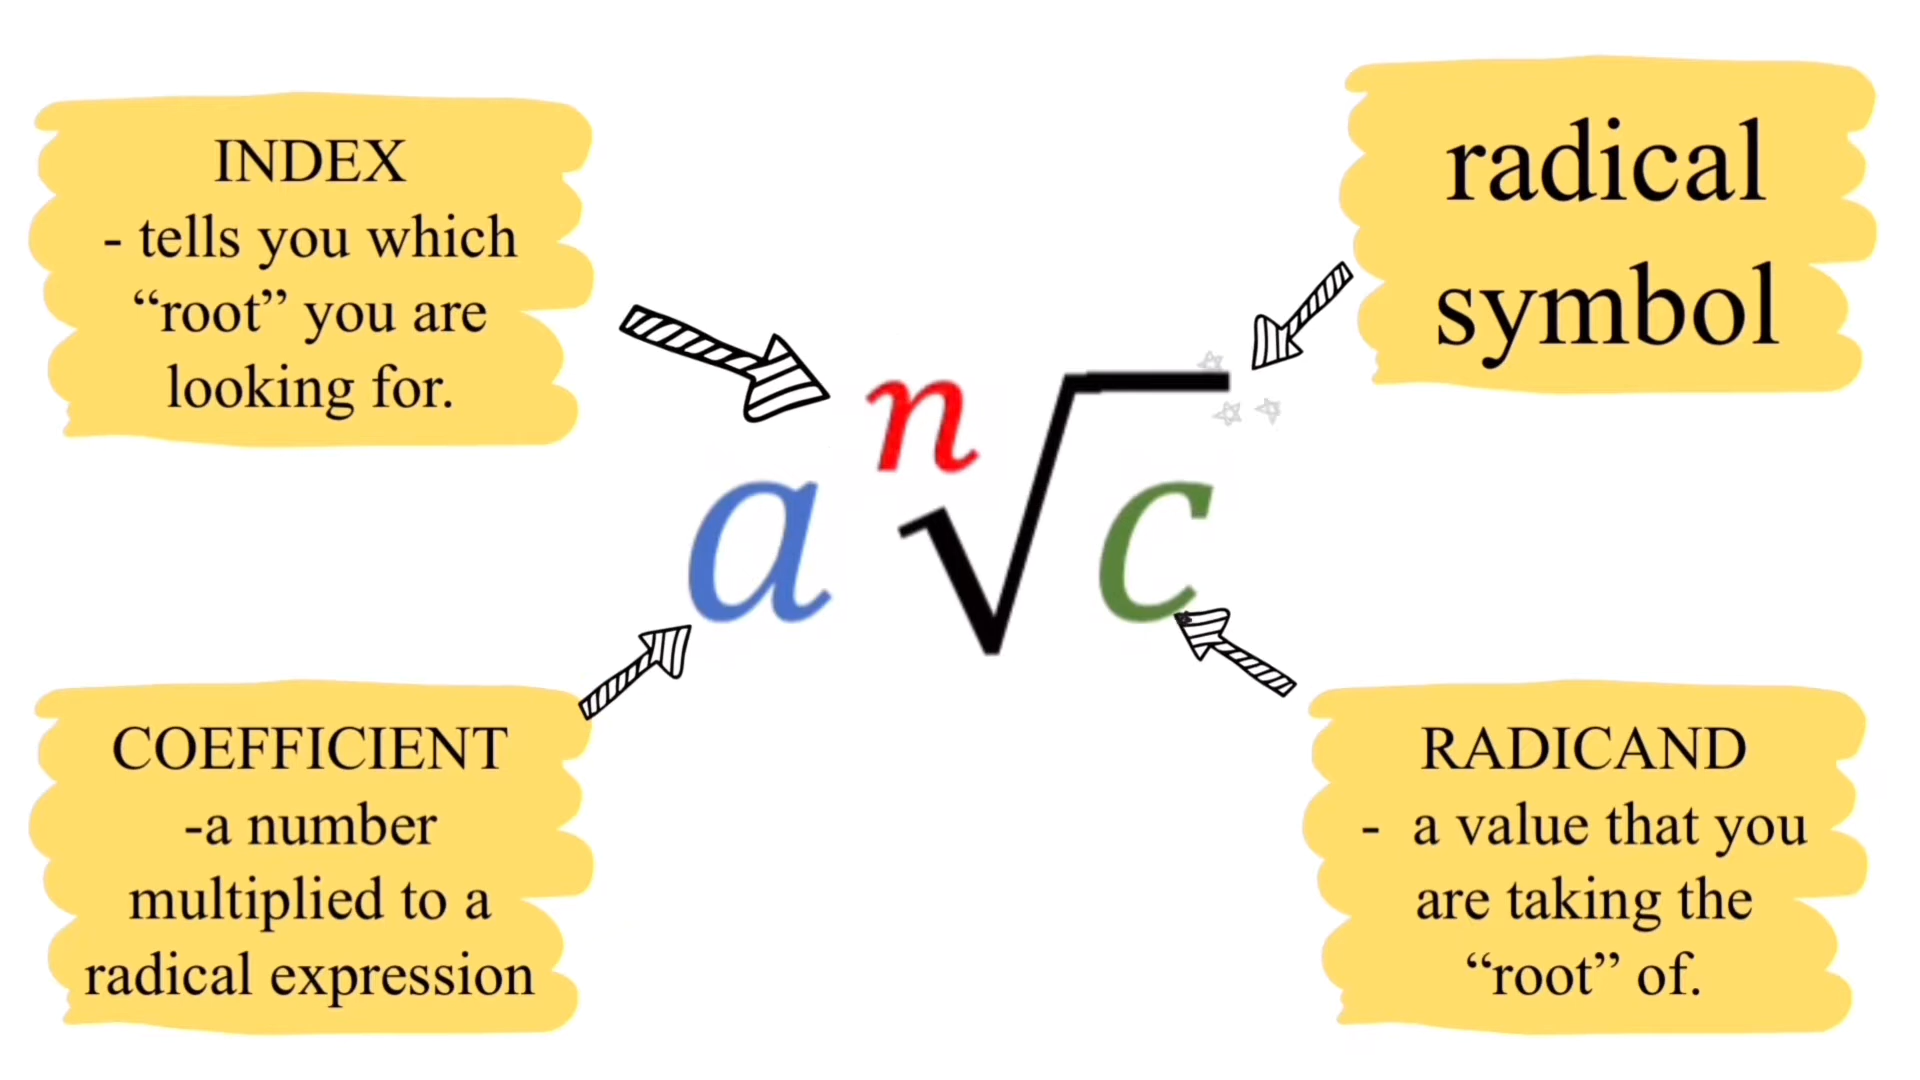 INDEX
- tells you which
“root” you are
looking for.
radical
symbol
n
a √c
COEFFICIENT
-a number
multiplied to a
radical expression
RADICAND
- a value that you
are taking the
“root” of.